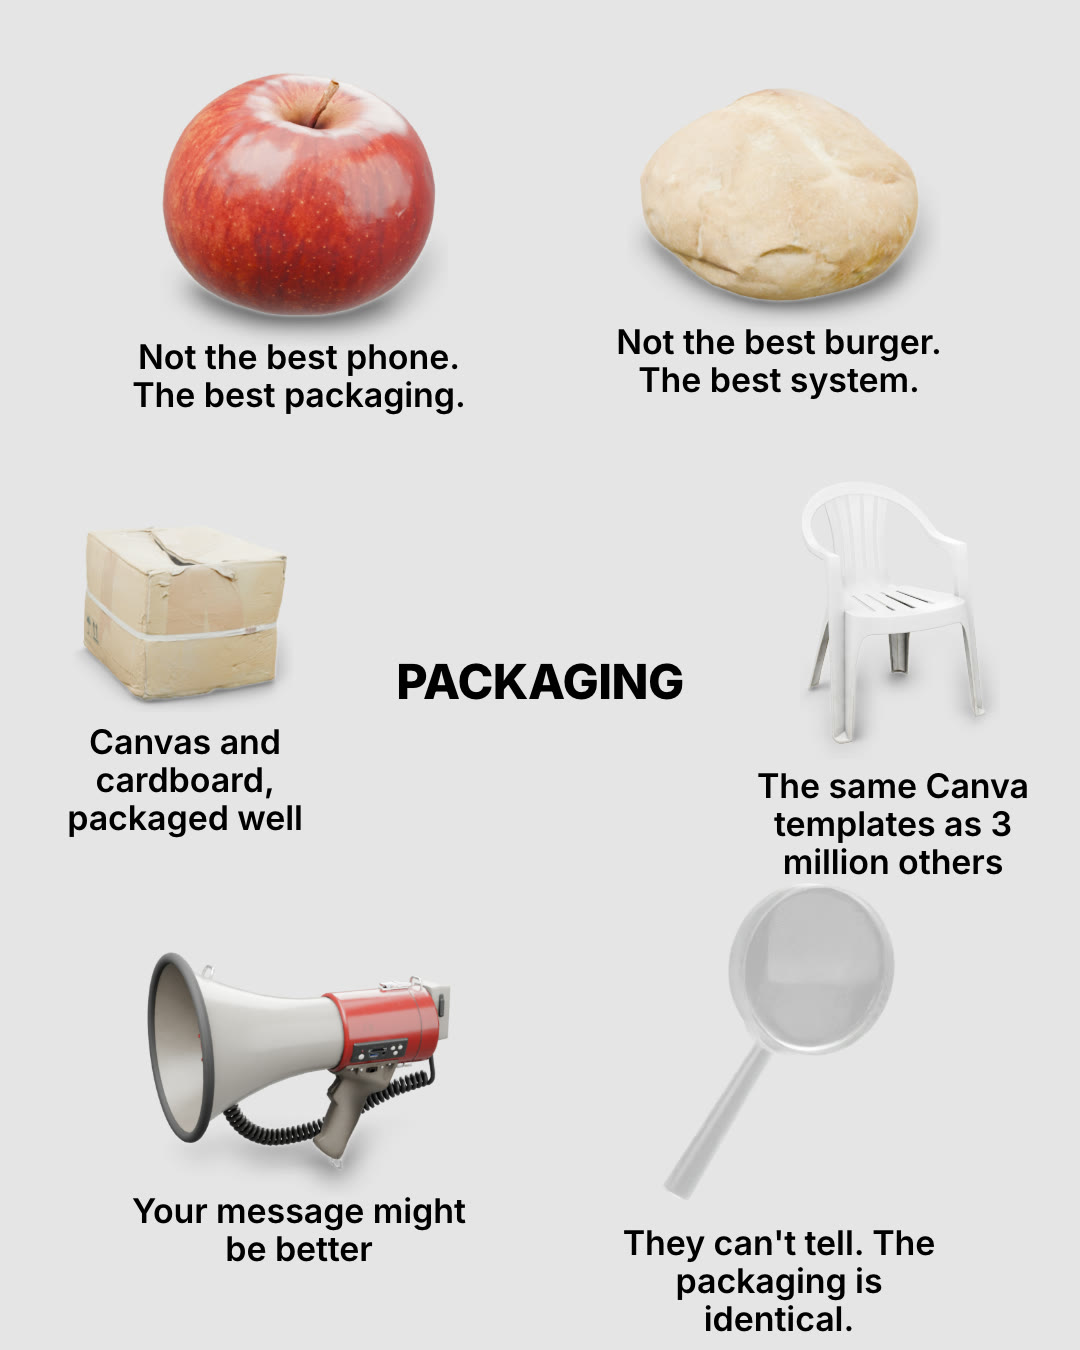 Not the best phone.
The best packaging.
Not the best burger.
The best system.
PACKAGING
Canvas and
cardboard,
packaged well
The same Canva
templates as 3
million others
Your message might
be better
They can't tell. The
packaging is
identical.